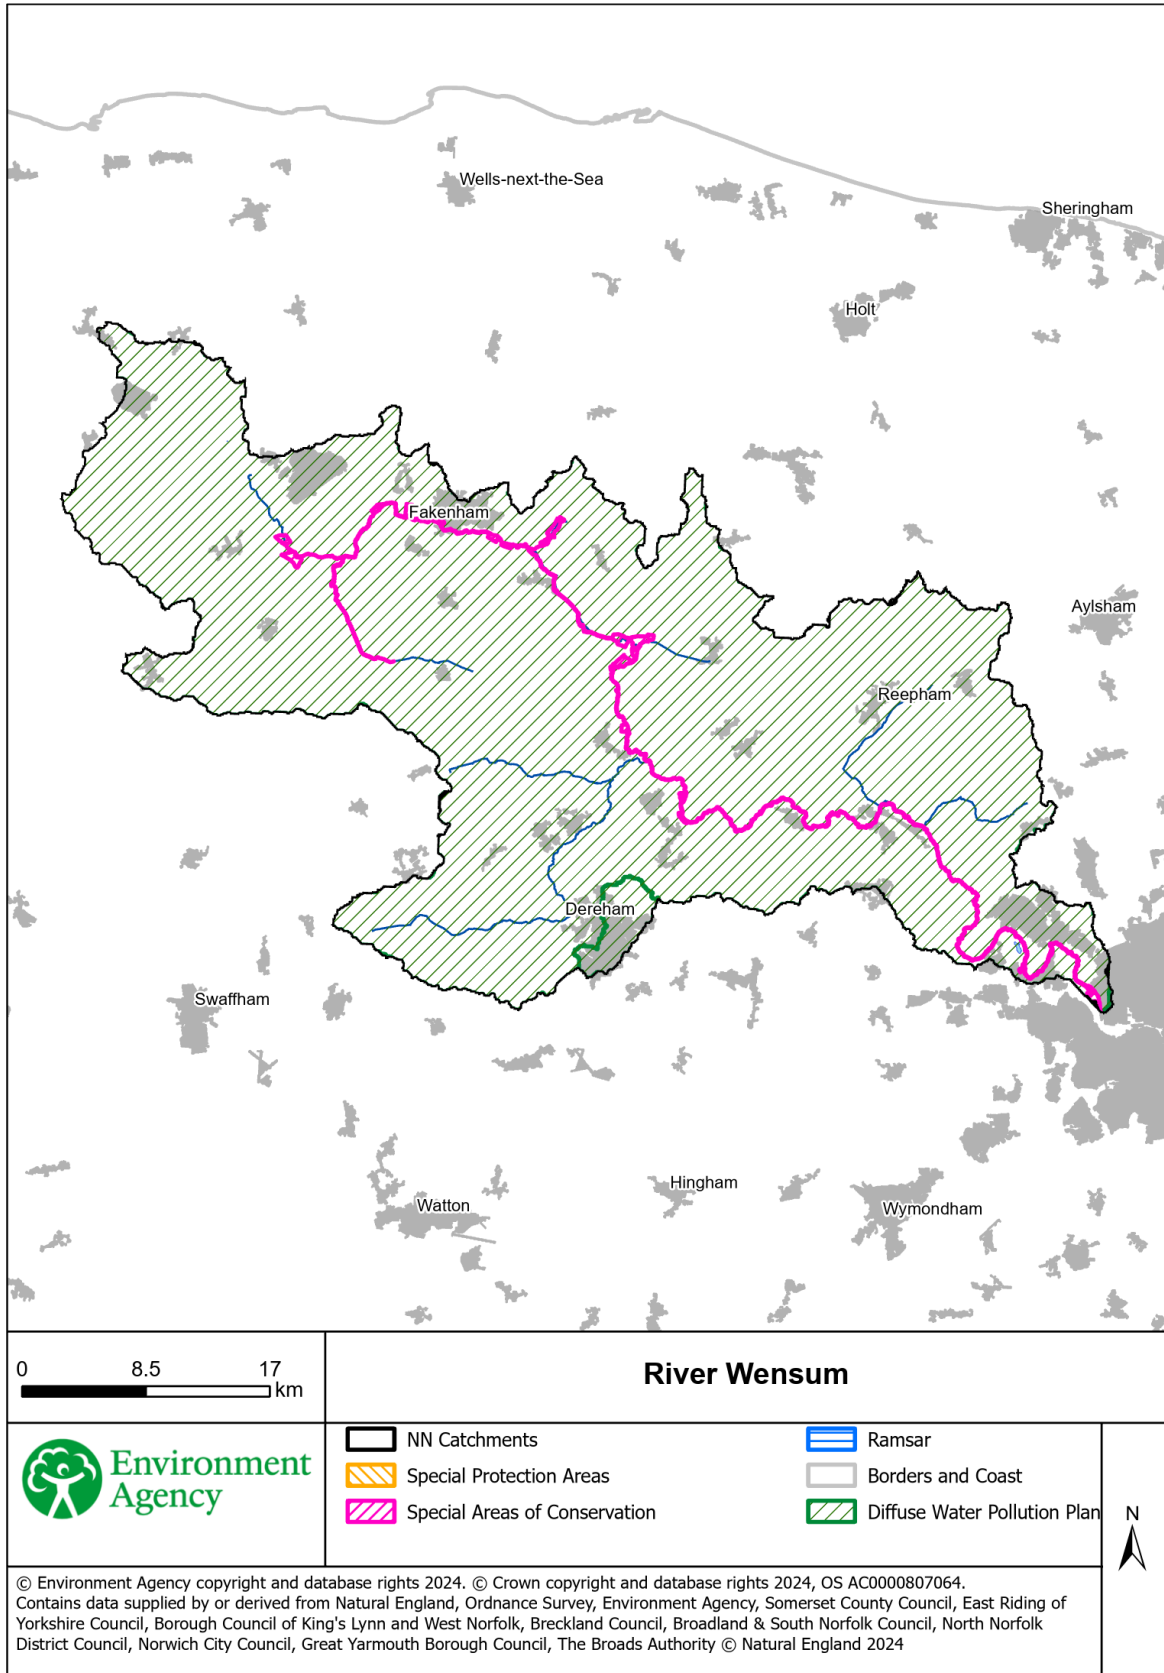 Wells-next-the-Sea
Sheringham
Holt
Fakenham
Aylsham
Reepham
Dereham
Swaffham
Hingham
Watton
Wymondham
0 8.5 17
km
River Wensum
Environment
Agency
NN Catchments
Special Protection Areas
Special Areas of Conservation
Ramsar
Borders and Coast
Diffuse Water Pollution Plan
N
© Environment Agency copyright and database rights 2024. © Crown copyright and database rights 2024, OS AC0000807064.
Contains data supplied by or derived from Natural England, Ordnance Survey, Environment Agency, Somerset County Council, East Riding of
Yorkshire Council, Borough Council of King's Lynn and West Norfolk, Breckland Council, Broadland & South Norfolk Council, North Norfolk
District Council, Norwich City Council, Great Yarmouth Borough Council, The Broads Authority © Natural England 2024